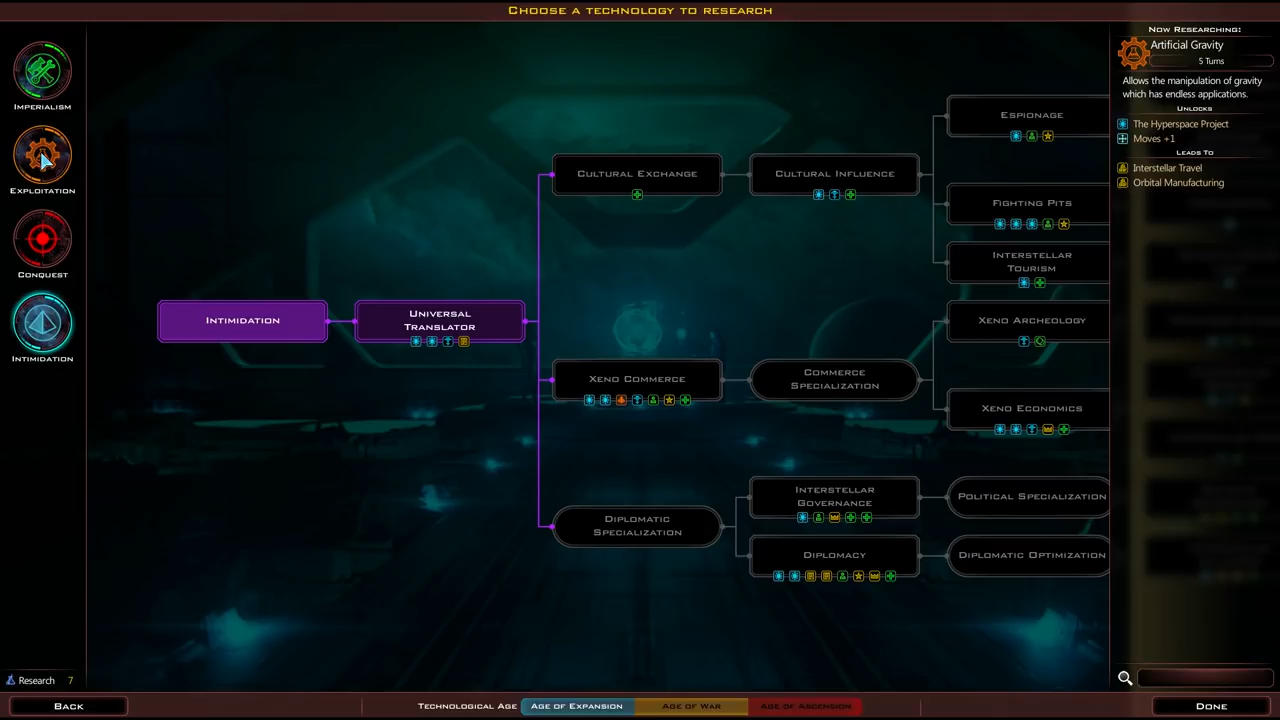 Choose a technology to research
Imperialism
Exploitation
Conquest
Intimidation
Intimidation
Universal
Translator
Cultural Exchange
Cultural Influence
Espionage
Fighting Pits
Interstellar
Tourism
Xeno Commerce
Commerce
Specialization
Xeno Archeology
Xeno Economics
Diplomatic
Specialization
Interstellar
Governance
Political Specialization
Diplomacy
Diplomatic Optimization
Now Researching:
Artificial Gravity
5 Turns
Allows the manipulation of gravity
which has endless applications.
Unlocks
The Hyperspace Project
Moves +1
Leads To
Interstellar Travel
Orbital Manufacturing
Research 7
Back
Technological Age
Age of Expansion
Age of War
Age of Ascension
Done